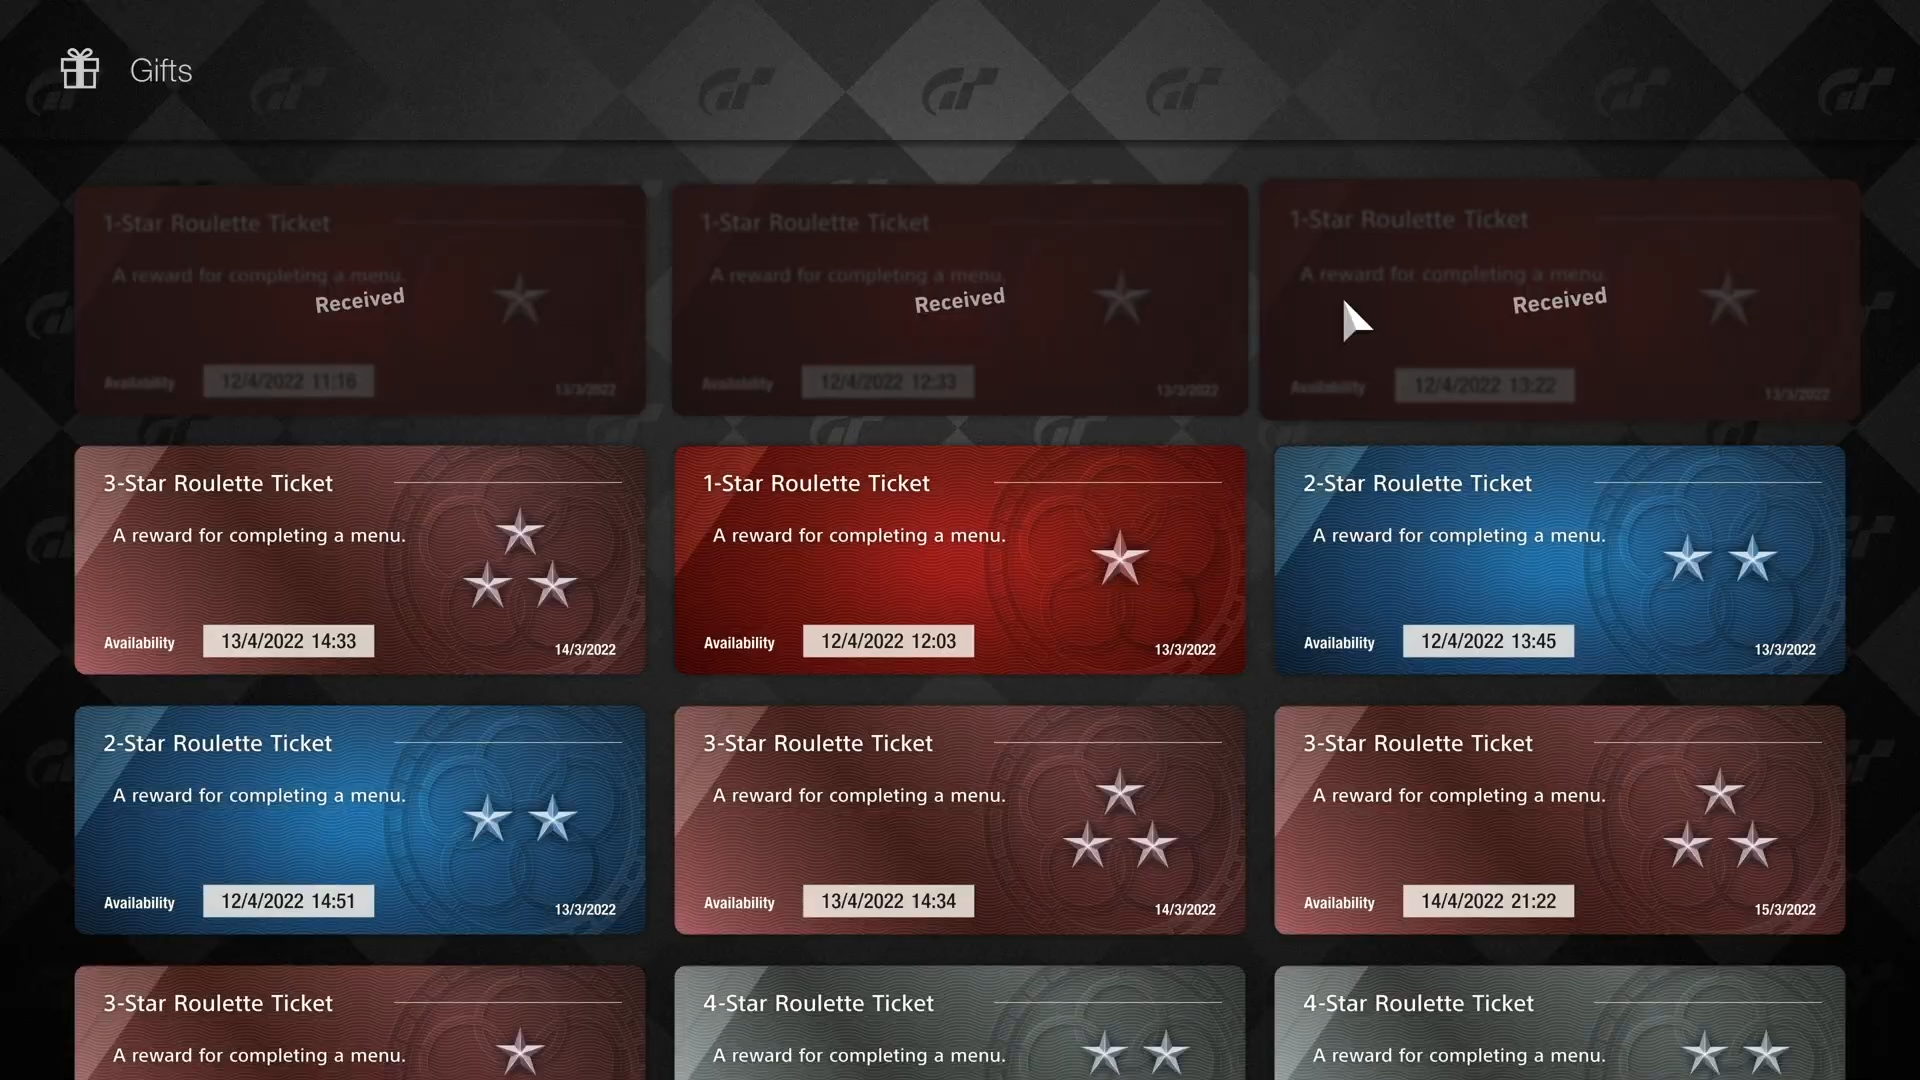 Gifts
1-Star Roulette Ticket
A reward for completing a menu.
Received
Availability 12/4/2022 11:16 13/3/2022
1-Star Roulette Ticket
A reward for completing a menu.
Received
Availability 12/4/2022 12:33 13/3/2022
1-Star Roulette Ticket
A reward for completing a menu.
Received
Availability 12/4/2022 13:22 13/3/2022
3-Star Roulette Ticket
A reward for completing a menu.
Availability 13/4/2022 14:33 14/3/2022
1-Star Roulette Ticket
A reward for completing a menu.
Availability 12/4/2022 12:03 13/3/2022
2-Star Roulette Ticket
A reward for completing a menu.
Availability 12/4/2022 13:45 13/3/2022
2-Star Roulette Ticket
A reward for completing a menu.
Availability 12/4/2022 14:51 13/3/2022
3-Star Roulette Ticket
A reward for completing a menu.
Availability 13/4/2022 14:34 14/3/2022
3-Star Roulette Ticket
A reward for completing a menu.
Availability 14/4/2022 21:22 15/3/2022
3-Star Roulette Ticket
A reward for completing a menu.
4-Star Roulette Ticket
A reward for completing a menu.
4-Star Roulette Ticket
A reward for completing a menu.